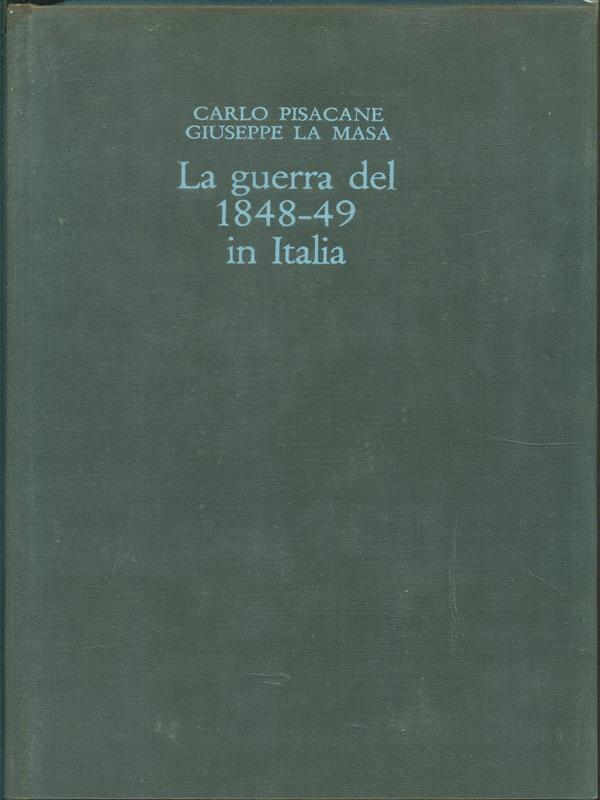 CARLO PISACANE
GIUSEPPE LA MASA
La guerra del
1848-49
in Italia